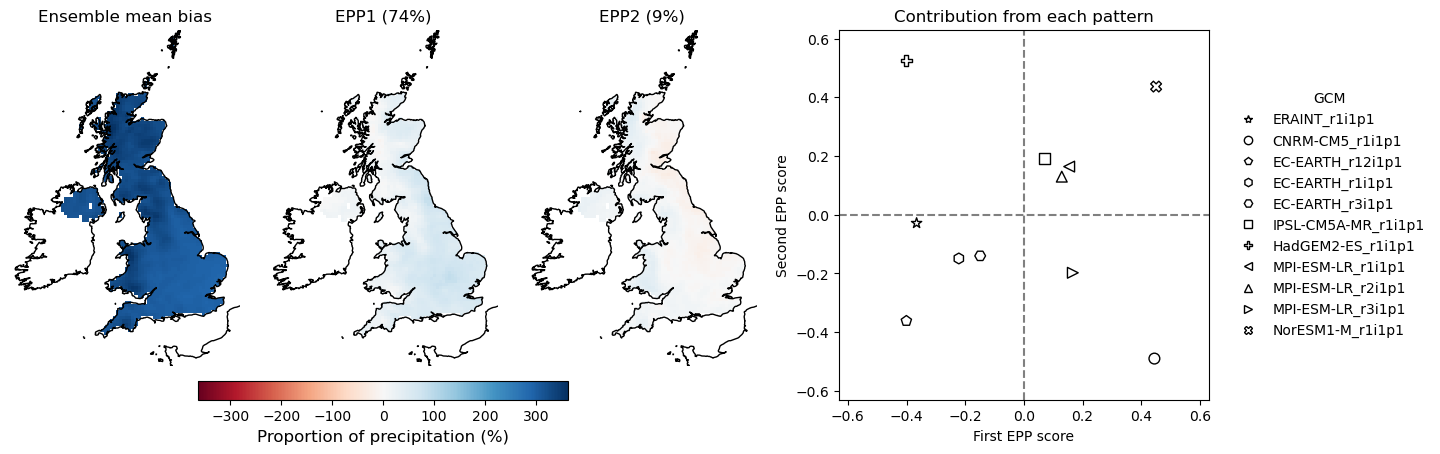 Ensemble mean bias
EPP1 (74%)
EPP2 (9%)
Contribution from each pattern
−300
−200
−100
0
100
200
300
Proportion of precipitation (%)
0.6
0.4
0.2
0.0
−0.2
−0.4
−0.6
Second EPP score
−0.6
−0.4
−0.2
0.0
0.2
0.4
0.6
First EPP score
GCM
ERAINT_r1i1p1
CNRM-CM5_r1i1p1
EC-EARTH_r12i1p1
EC-EARTH_r1i1p1
EC-EARTH_r3i1p1
IPSL-CM5A-MR_r1i1p1
HadGEM2-ES_r1i1p1
MPI-ESM-LR_r1i1p1
MPI-ESM-LR_r2i1p1
MPI-ESM-LR_r3i1p1
NorESM1-M_r1i1p1